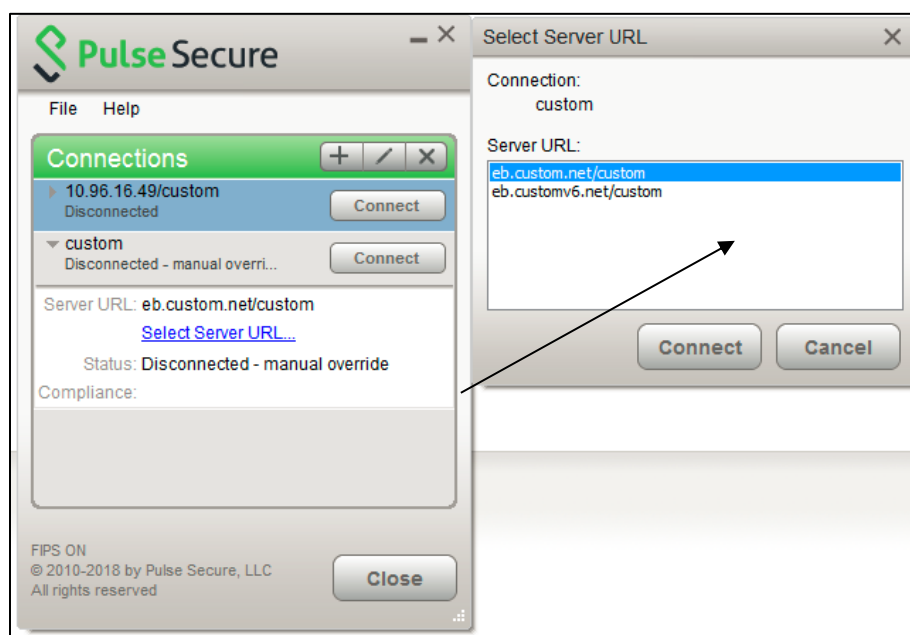 Pulse Secure
File Help
Connections
10.96.16.49/custom
Disconnected
Connect
custom
Disconnected - manual overri...
Connect
Server URL: eb.custom.net/custom
Select Server URL...
Status: Disconnected - manual override
Compliance:
FIPS ON
© 2010-2018 by Pulse Secure, LLC
All rights reserved
Close
Select Server URL
Connection:
custom
Server URL:
eb.custom.net/custom
eb.customv6.net/custom
Connect Cancel